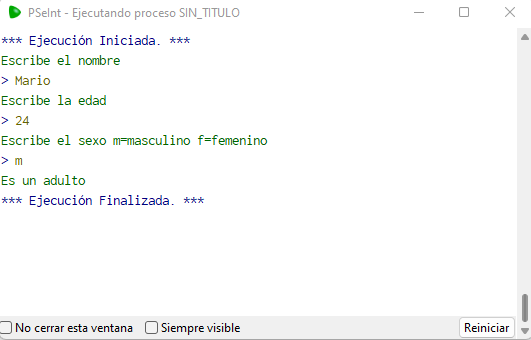 PSeInt - Ejecutando proceso SIN_TITULO
*** Ejecución Iniciada. ***
Escribe el nombre
> Mario
Escribe la edad
> 24
Escribe el sexo m=masculino f=femenino
> m
Es un adulto
*** Ejecución Finalizada. ***
No cerrar esta ventana Siempre visible Reiniciar